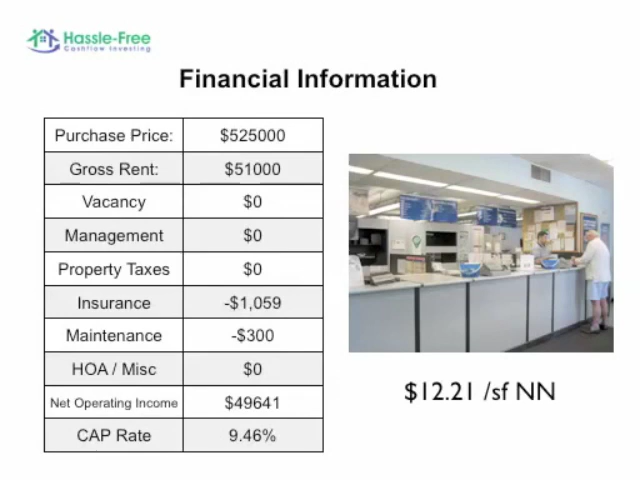 Hassle-Free
Cashflow Investing
Financial Information
Purchase Price: $525000
Gross Rent: $51000
Vacancy $0
Management $0
Property Taxes $0
Insurance -$1,059
Maintenance -$300
HOA / Misc $0
Net Operating Income $49641
CAP Rate 9.46%
$12.21 /sf NN